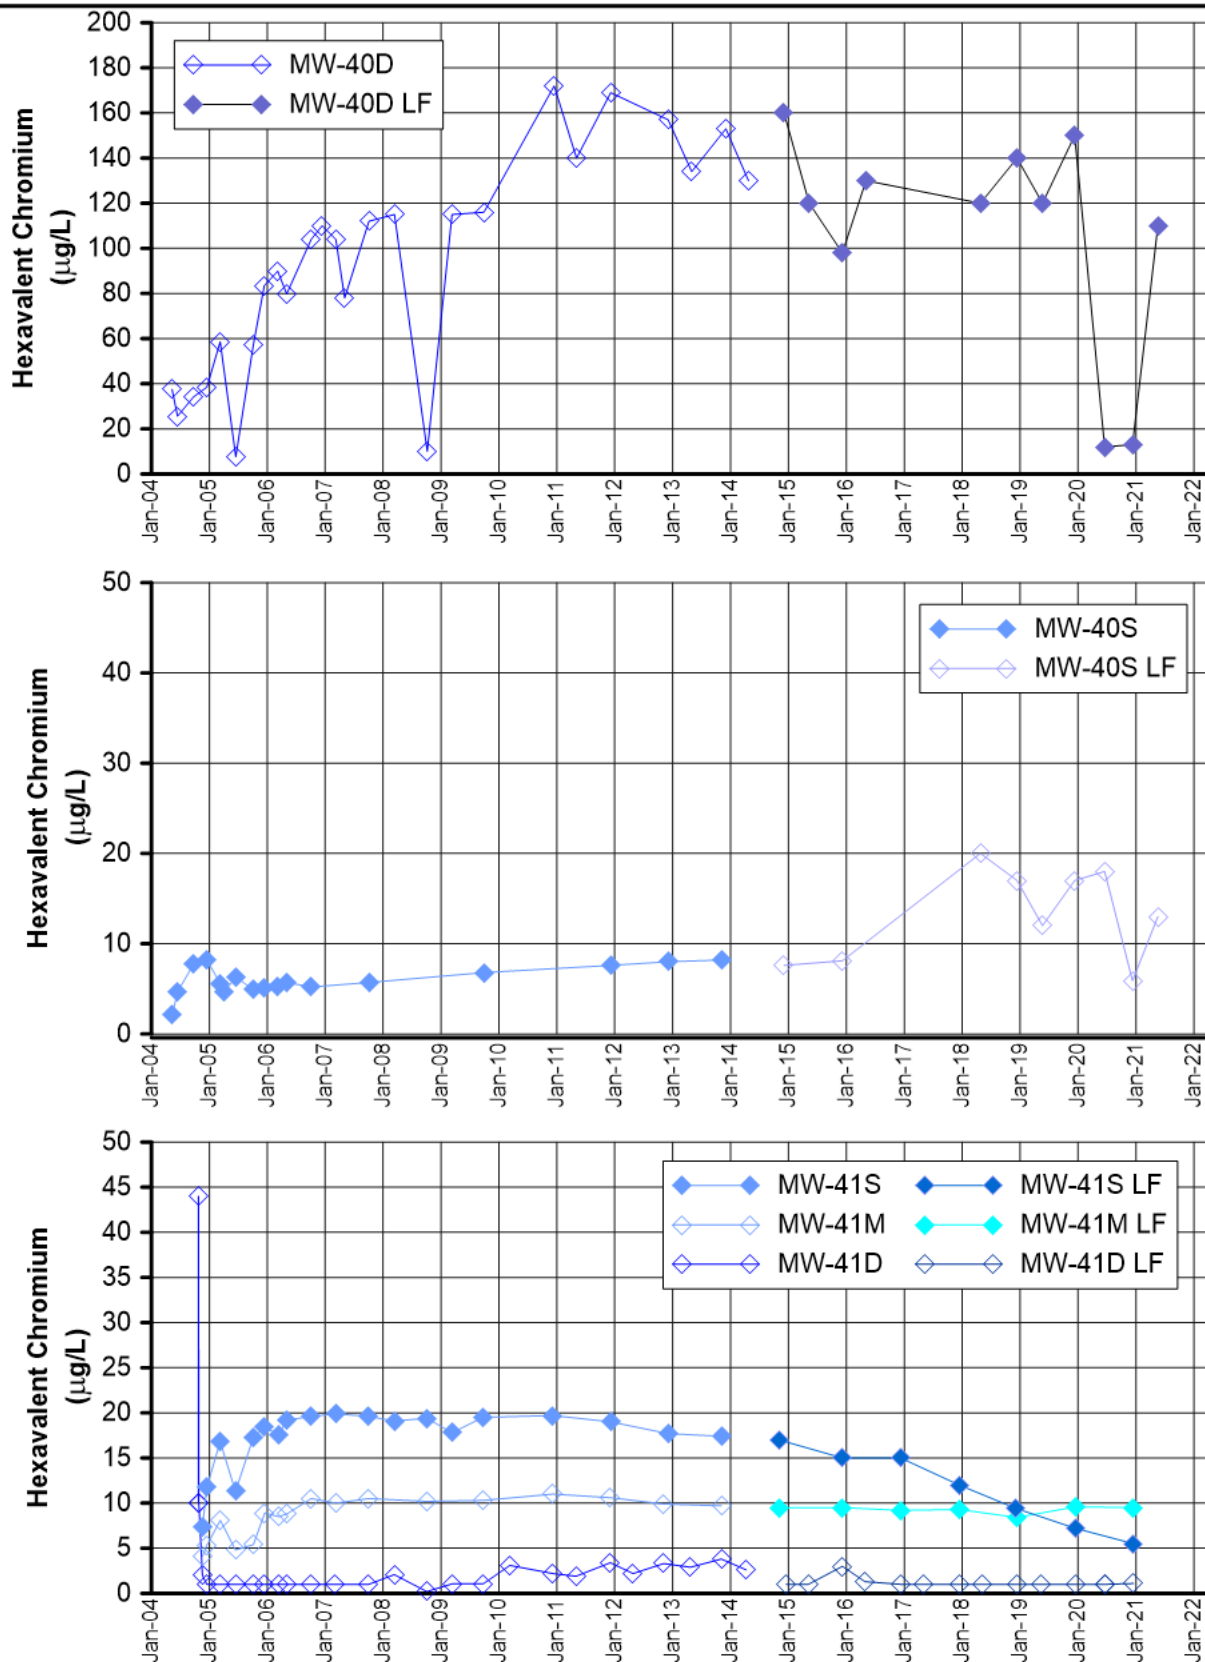 Hexavalent Chromium
(µg/L)
200
180
160
140
120
100
80
60
40
20
0
MW-40D
MW-40D LF
Jan-04
Jan-05
Jan-06
Jan-07
Jan-08
Jan-09
Jan-10
Jan-11
Jan-12
Jan-13
Jan-14
Jan-15
Jan-16
Jan-17
Jan-18
Jan-19
Jan-20
Jan-21
Jan-22
Hexavalent Chromium
(µg/L)
50
40
30
20
10
0
MW-40S
MW-40S LF
Jan-04
Jan-05
Jan-06
Jan-07
Jan-08
Jan-09
Jan-10
Jan-11
Jan-12
Jan-13
Jan-14
Jan-15
Jan-16
Jan-17
Jan-18
Jan-19
Jan-20
Jan-21
Jan-22
Hexavalent Chromium
(µg/L)
50
45
40
35
30
25
20
15
10
5
0
MW-41S
MW-41S LF
MW-41M
MW-41M LF
MW-41D
MW-41D LF
Jan-04
Jan-05
Jan-06
Jan-07
Jan-08
Jan-09
Jan-10
Jan-11
Jan-12
Jan-13
Jan-14
Jan-15
Jan-16
Jan-17
Jan-18
Jan-19
Jan-20
Jan-21
Jan-22